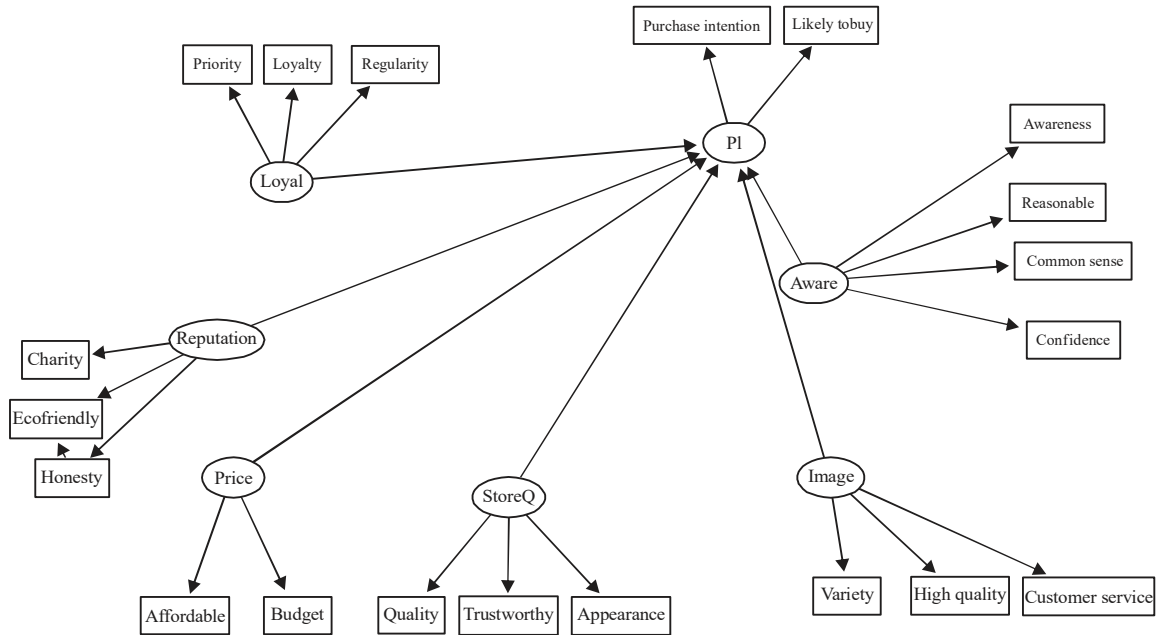 Purchase intention
Likely tobuy
Priority
Loyalty
Regularity
Awareness
Pl
Loyal
Reasonable
Common sense
Aware
Reputation
Confidence
Charity
Ecofriendly
Honesty
Price
StoreQ
Image
Affordable
Budget
Quality
Trustworthy
Appearance
Variety
High quality
Customer service